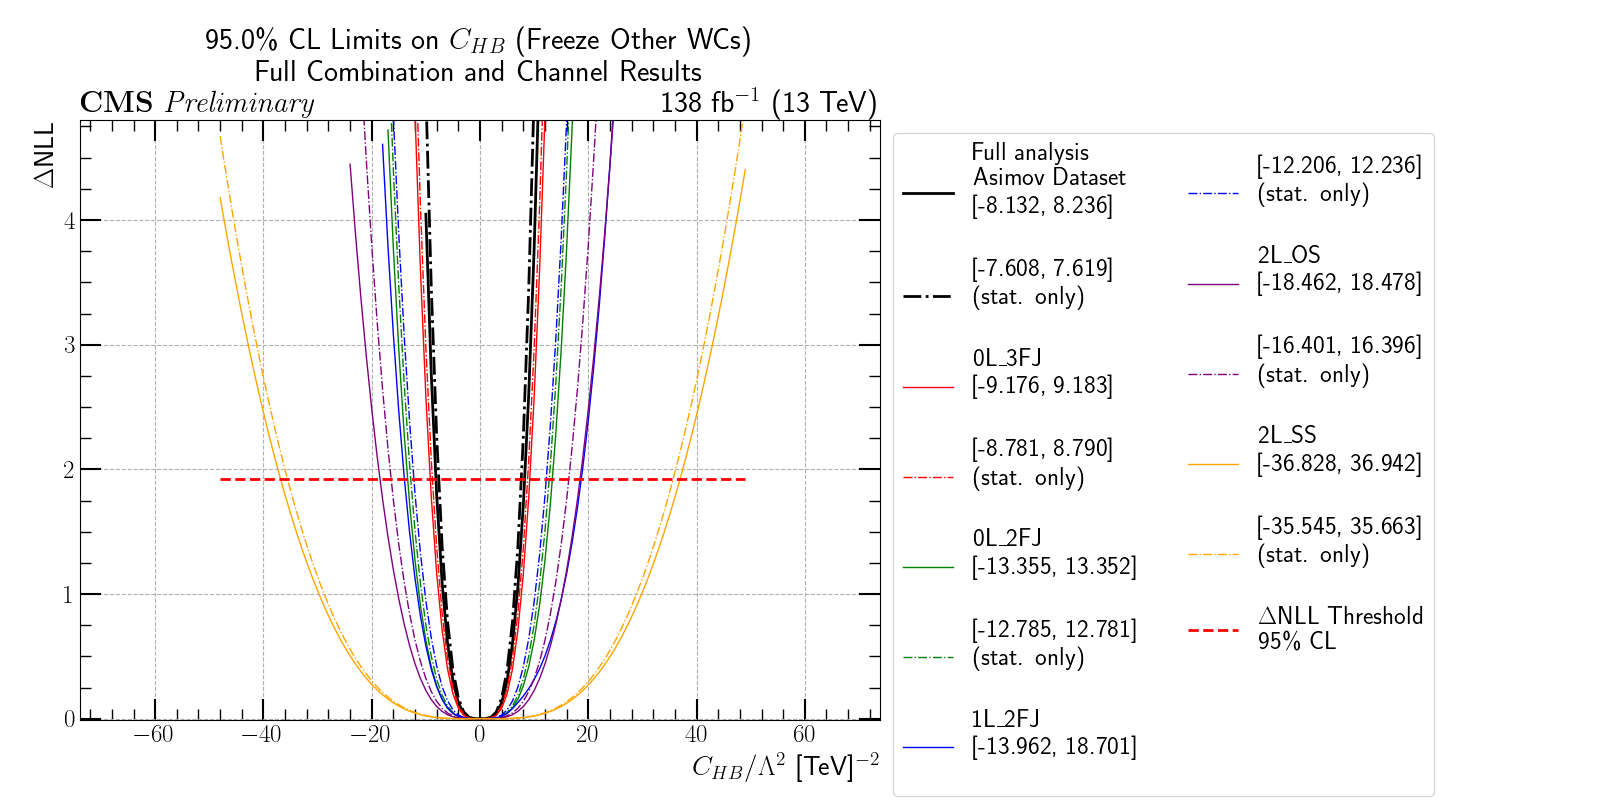 95.0% CL Limits on C_{HB} (Freeze Other WCs)
Full Combination and Channel Results
CMS Preliminary
138 fb^{−1} (13 TeV)
ΔNLL
4
3
2
1
0
−60
−40
−20
0
20
40
60
C_{HB}/Λ^2 [TeV]^{−2}
Full analysis
Asimov Dataset
[-8.132, 8.236]
[-7.608, 7.619]
(stat. only)
0L_3FJ
[-9.176, 9.183]
[-8.781, 8.790]
(stat. only)
0L_2FJ
[-13.355, 13.352]
[-12.785, 12.781]
(stat. only)
1L_2FJ
[-13.962, 18.701]
[-12.206, 12.236]
(stat. only)
2L_OS
[-18.462, 18.478]
[-16.401, 16.396]
(stat. only)
2L_SS
[-36.828, 36.942]
[-35.545, 35.663]
(stat. only)
ΔNLL Threshold
95% CL